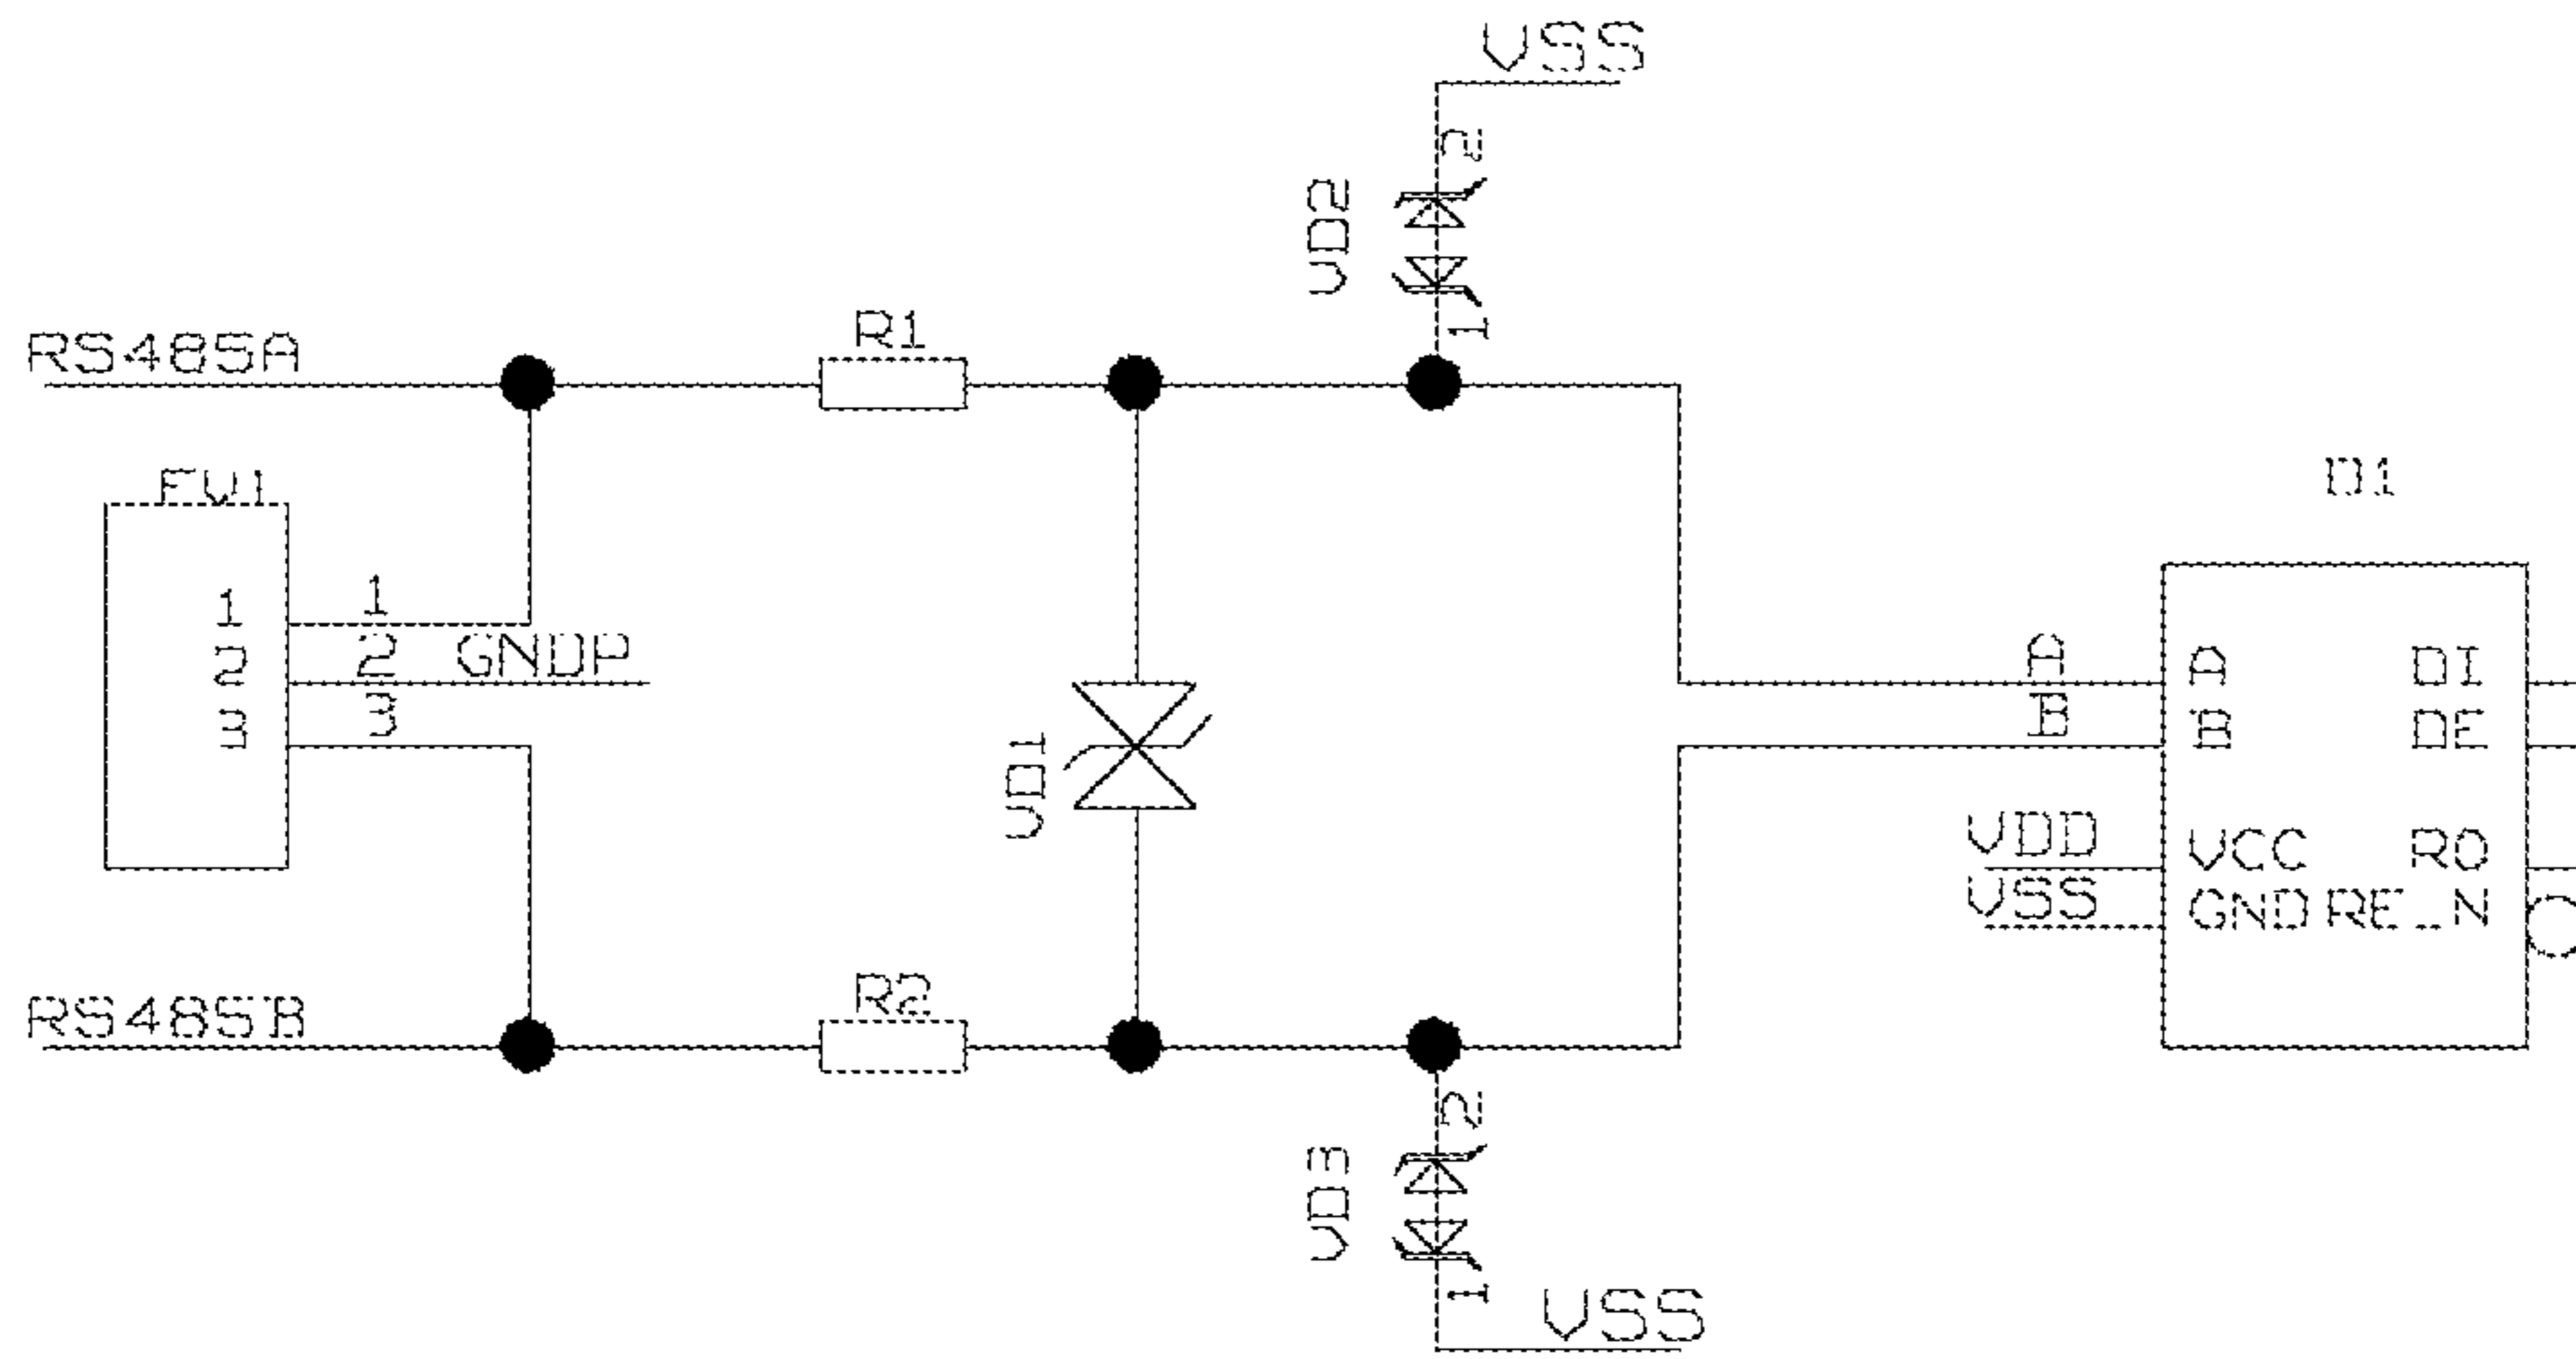 VSS
2
VD2
1
RS485A
R1
FV1
D1
1 1
2 2 GNDP
3 3
A A DI
B B DE
VD1
VDD VCC RO
VSS GND RE_N
RS485B
R2
2
VD3
1
VSS